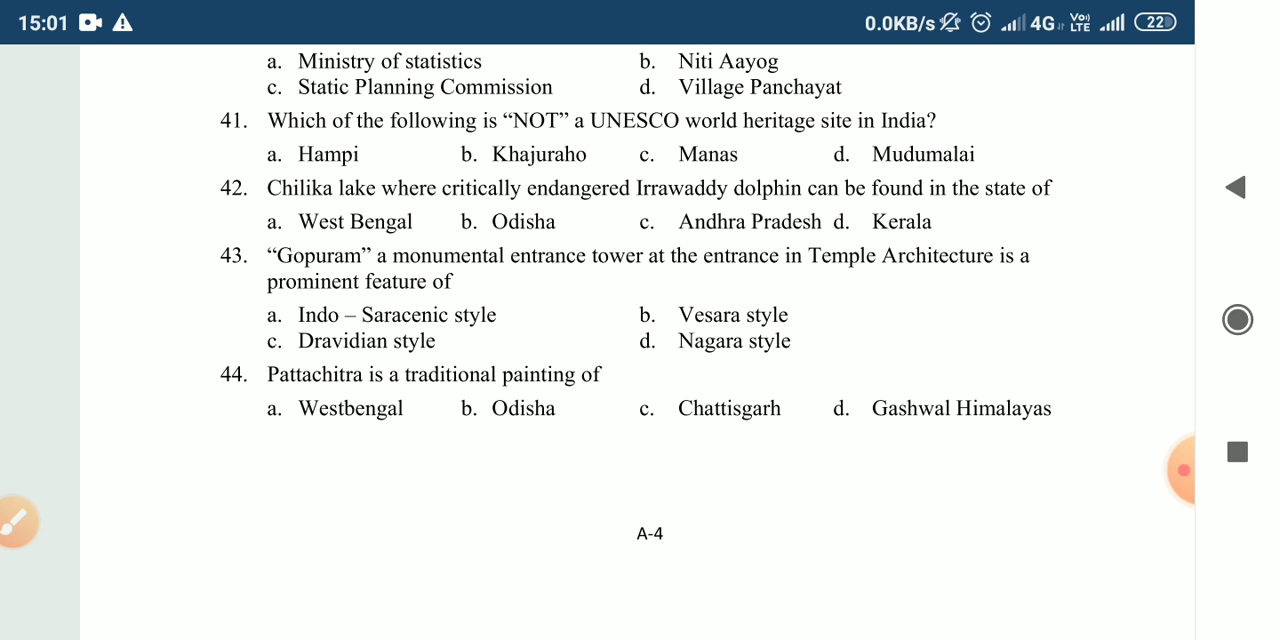 15:01 0.0KB/s 4G Vo) LTE 22
a. Ministry of statistics b. Niti Aayog
c. Static Planning Commission d. Village Panchayat
41. Which of the following is “NOT” a UNESCO world heritage site in India?
a. Hampi b. Khajuraho c. Manas d. Mudumalai
42. Chilika lake where critically endangered Irrawaddy dolphin can be found in the state of
a. West Bengal b. Odisha c. Andhra Pradesh d. Kerala
43. “Gopuram” a monumental entrance tower at the entrance in Temple Architecture is a
prominent feature of
a. Indo – Saracenic style b. Vesara style
c. Dravidian style d. Nagara style
44. Pattachitra is a traditional painting of
a. Westbengal b. Odisha c. Chattisgarh d. Gashwal Himalayas
A-4